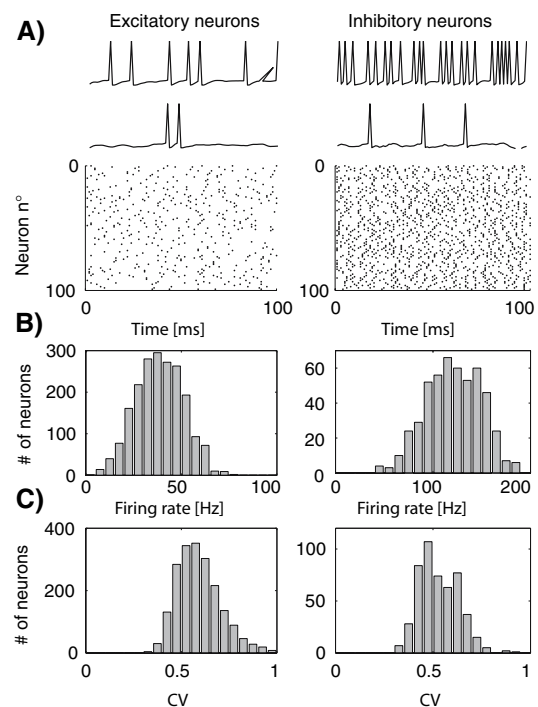 A)
Excitatory neurons
Inhibitory neurons
Neuron n°
0
100
0
100
Time [ms]
0
100
0
100
Time [ms]
B)
# of neurons
300
200
100
0
0
50
100
Firing rate [Hz]
60
40
20
0
0
100
200
Firing rate [Hz]
C)
# of neurons
400
200
0
0
0.5
1
CV
100
50
0
0
0.5
1
CV